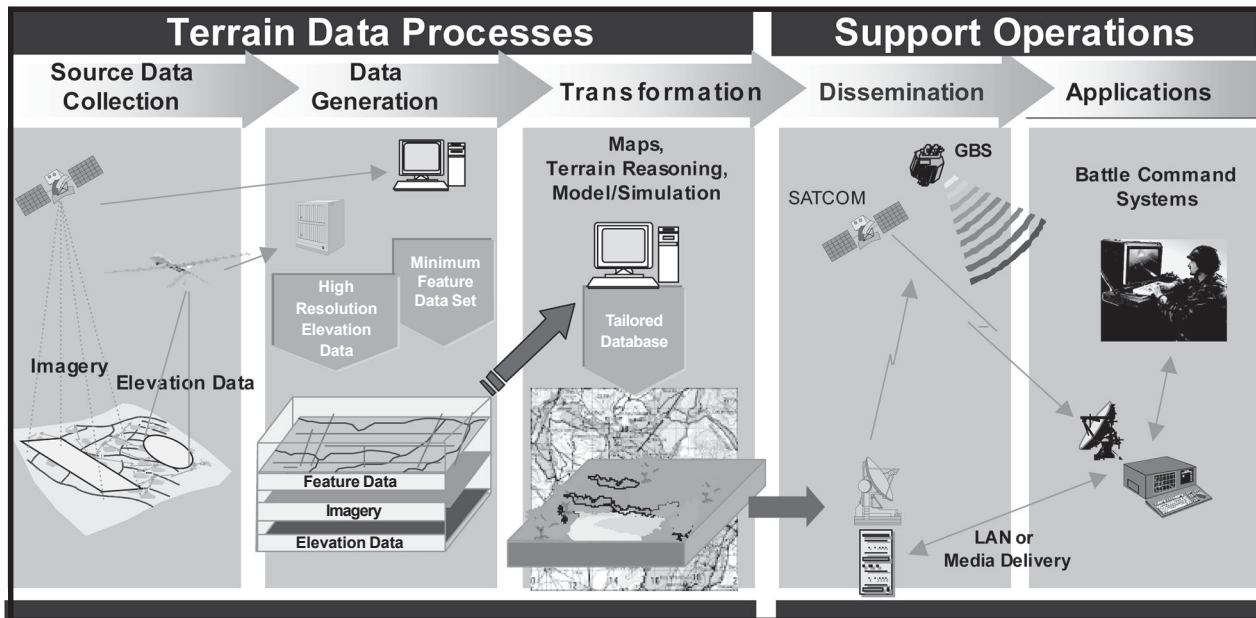 Terrain Data Processes
Support Operations
Source Data
Collection
Data
Generation
Transformation
Dissemination
Applications
Imagery
Elevation Data
High
Resolution
Elevation
Data
Minimum
Feature
Data Set
Feature Data
Imagery
Elevation Data
Maps,
Terrain Reasoning,
Model/Simulation
Tailored
Database
GBS
SATCOM
LAN or
Media Delivery
Battle Command
Systems